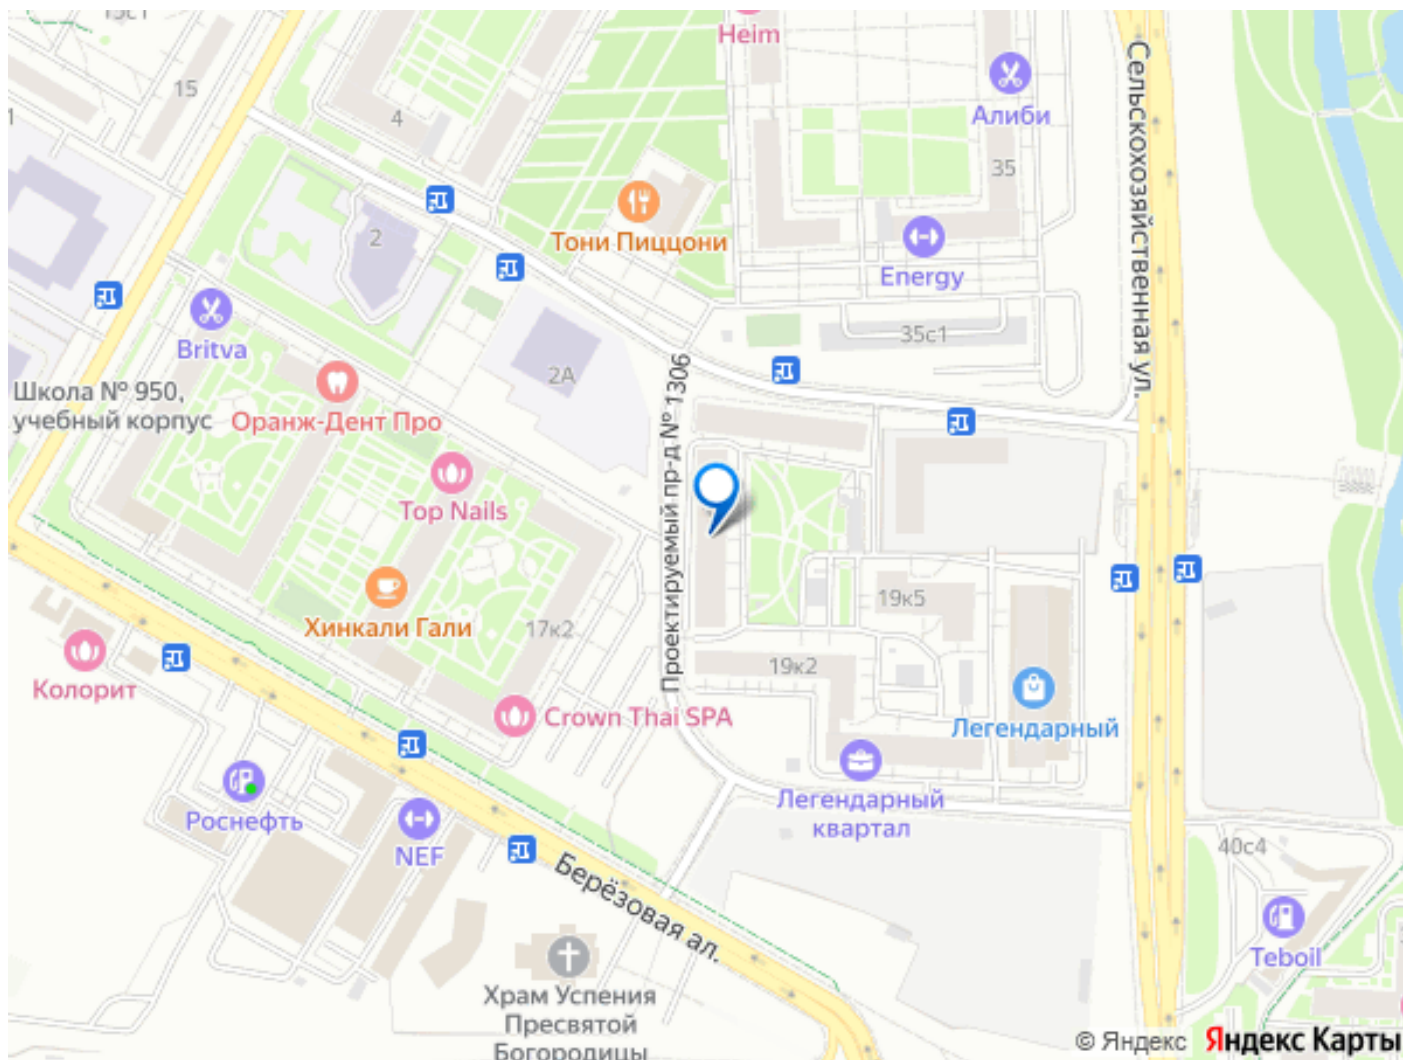 15с1
Heim
15
Алиби
4
1
35
Сельскохозяйственная ул.
Тони Пиццони
2
Energy
Britva
35с1
2А
Школа № 950,
учебный корпус
Оранж-Дент Про
Проектируемый пр-д № 1306
Top Nails
19к5
Хинкали Гали
17к2
19к2
Колорит
Crown Thai SPA
Легендарный
Легендарный
квартал
Роснефть
NEF
40с4
Берёзовая ал.
Teboil
Храм Успения
Пресвятой
Богородицы
© Яндекс Яндекс Карты